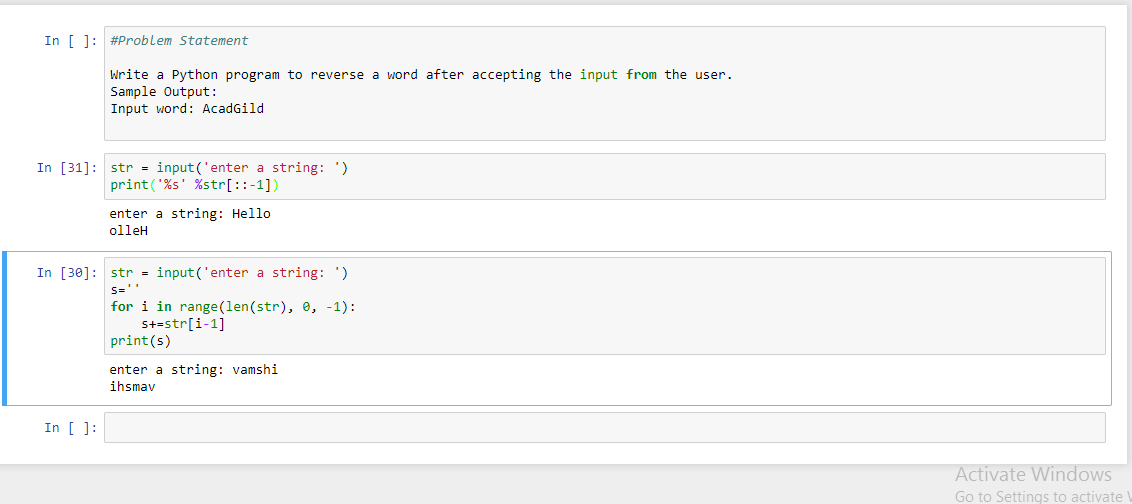 In [ ]: #Problem Statement
Write a Python program to reverse a word after accepting the input from the user.
Sample Output:
Input word: AcadGild
In [31]: str = input('enter a string: ')
print('%s' %str[::-1])
enter a string: Hello
olleH
In [30]: str = input('enter a string: ')
s=''
for i in range(len(str), 0, -1):
    s+=str[i-1]
print(s)
enter a string: vamshi
ihsmav
In [ ]:
Activate Windows
Go to Settings to activate